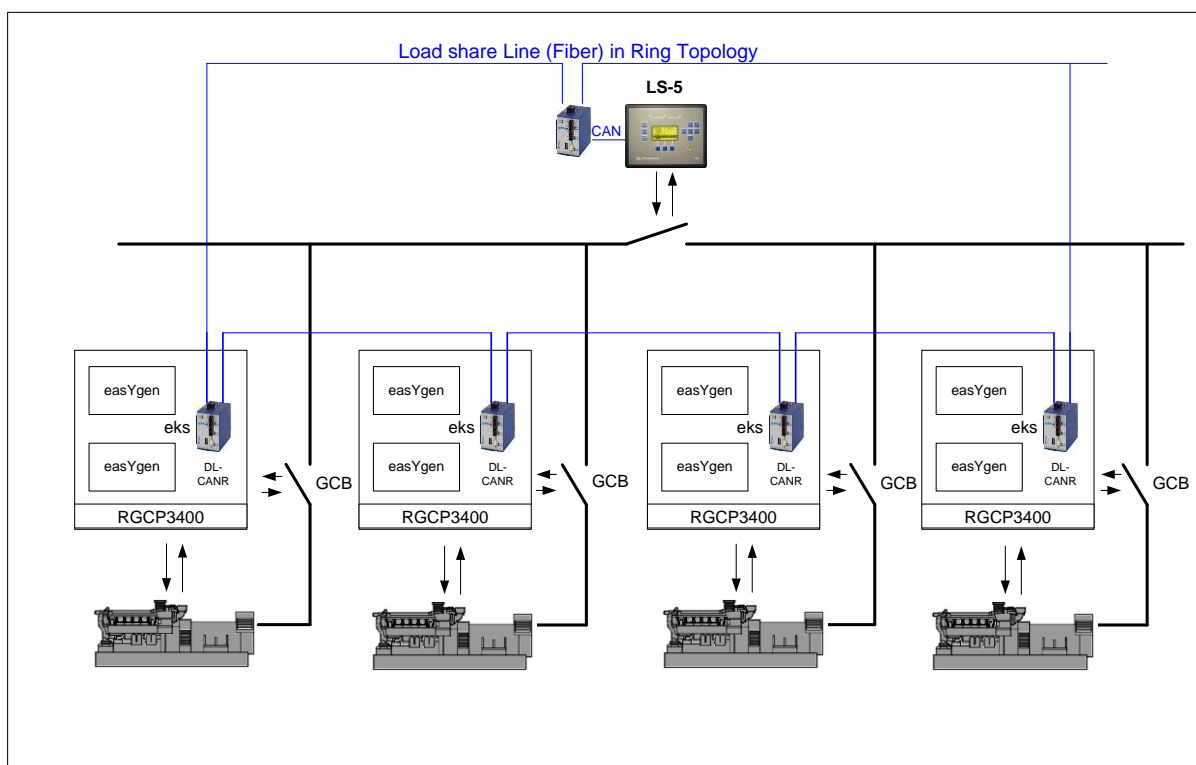 Load share Line (Fiber) in Ring Topology
LS-5
CAN
easYgen
eks
easYgen
DL-
CANR
GCB
RGCP3400
easYgen
eks
easYgen
DL-
CANR
GCB
RGCP3400
easYgen
eks
easYgen
DL-
CANR
GCB
RGCP3400
easYgen
eks
easYgen
DL-
CANR
GCB
RGCP3400